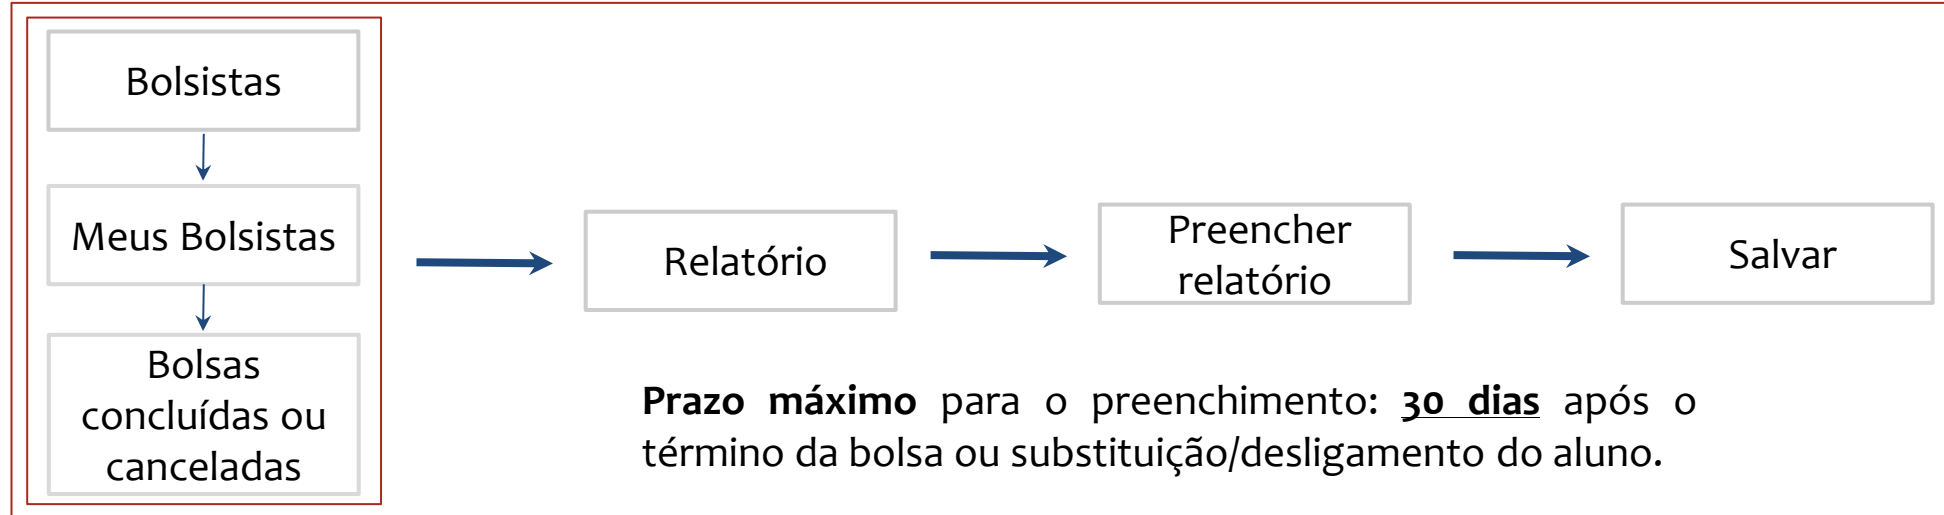 Bolsistas
Meus Bolsistas
Bolsas
concluídas ou
canceladas
Relatório
Preencher
relatório
Salvar
Prazo máximo para o preenchimento: 30 dias após o
término da bolsa ou substituição/desligamento do aluno.